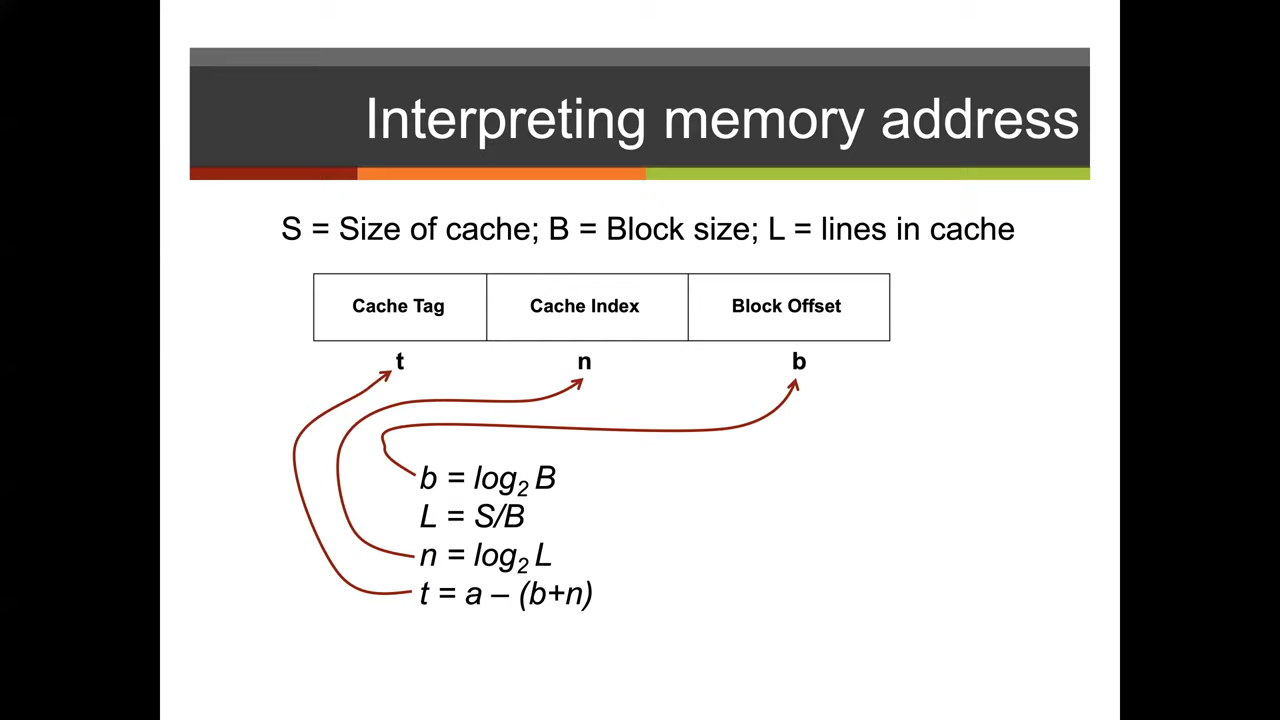 Interpreting memory address
S = Size of cache; B = Block size; L = lines in cache
Cache Tag Cache Index Block Offset
t n b
b = log₂ B
L = S/B
n = log₂ L
t = a – (b+n)